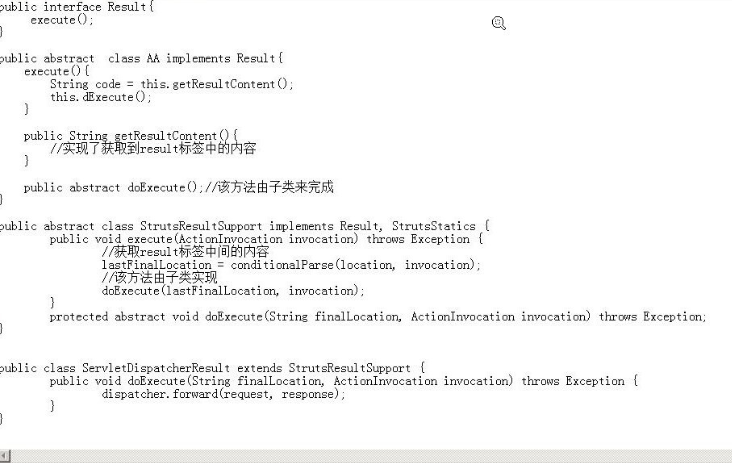 public interface Result{
execute();
}
public abstract  class AA implements Result{
execute(){
String code = this.getResultContent();
this.dExecute();
}
public String getResultContent(){
//实现了获取到result标签中的内容
}
public abstract doExecute();//该方法由子类来完成
}
public abstract class StrutsResultSupport implements Result, StrutsStatics {
public void execute(ActionInvocation invocation) throws Exception {
//获取result标签中间的内容
lastFinalLocation = conditionalParse(location, invocation);
//该方法由子类实现
doExecute(lastFinalLocation, invocation);
}
protected abstract void doExecute(String finalLocation, ActionInvocation invocation) throws Exception;
}
public class ServletDispatcherResult extends StrutsResultSupport {
public void doExecute(String finalLocation, ActionInvocation invocation) throws Exception {
dispatcher.forward(request, response);
}
}